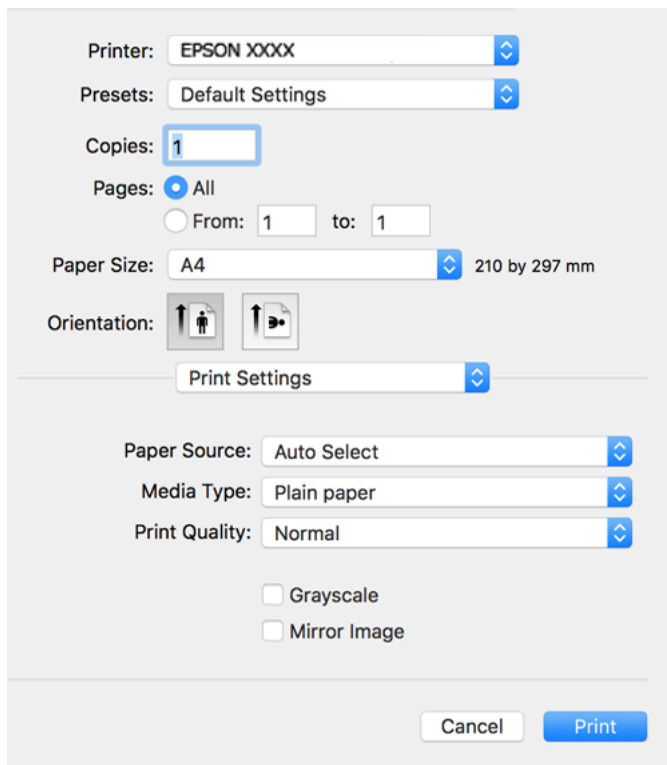 Printer: EPSON XXXX
Presets: Default Settings
Copies: 1
Pages: All
From: 1 to: 1
Paper Size: A4 210 by 297 mm
Orientation:
Print Settings
Paper Source: Auto Select
Media Type: Plain paper
Print Quality: Normal
Grayscale
Mirror Image
Cancel Print